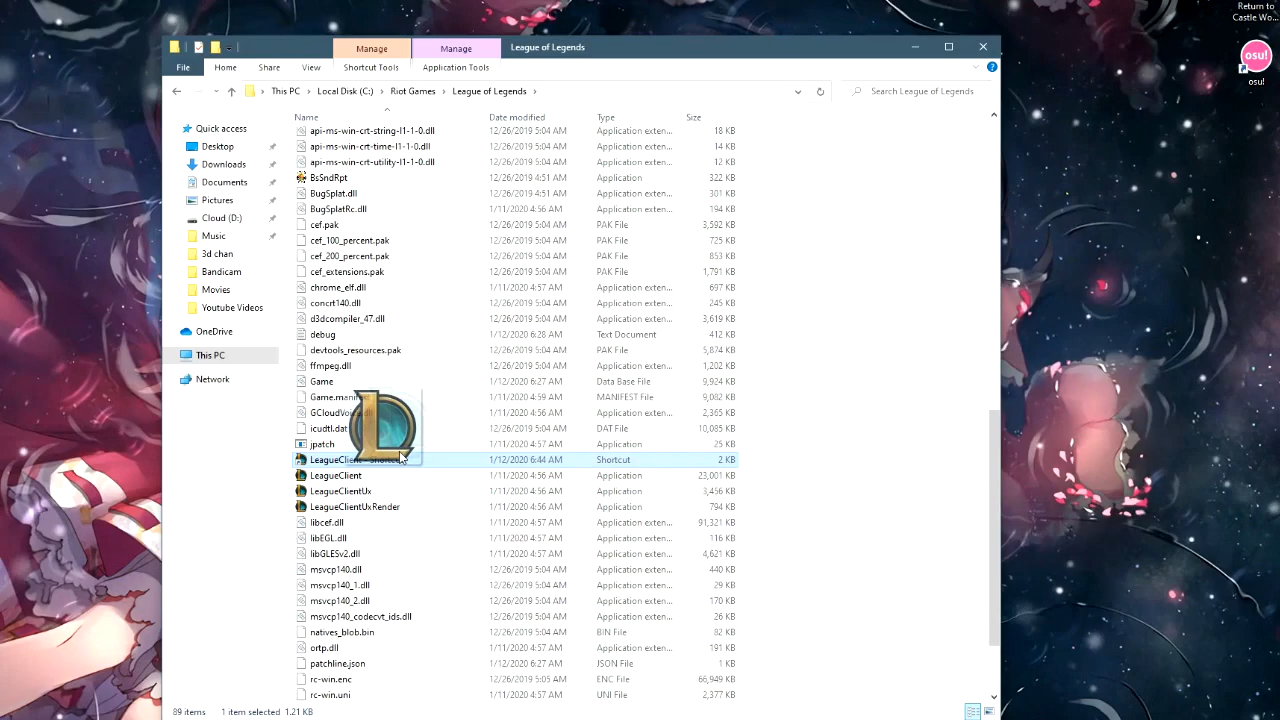 Return to
Castle Wo...
osu!
osu!
Manage
Manage
League of Legends
File
Home
Share
View
Shortcut Tools
Application Tools
This PC
Local Disk (C:)
Riot Games
League of Legends
Search League of Legends
Name
Date modified
Type
Size
Quick access
Desktop
Downloads
Documents
Pictures
Cloud (D:)
Music
3d chan
Bandicam
Movies
Youtube Videos
OneDrive
This PC
Network
api-ms-win-crt-string-l1-1-0.dll 12/26/2019 5:04 AM Application exten... 18 KB
api-ms-win-crt-time-l1-1-0.dll 12/26/2019 5:04 AM Application exten... 14 KB
api-ms-win-crt-utility-l1-1-0.dll 12/26/2019 5:04 AM Application exten... 12 KB
BsSndRpt 12/26/2019 4:51 AM Application 322 KB
BugSplat.dll 12/26/2019 4:51 AM Application exten... 301 KB
BugSplatRc.dll 1/11/2020 4:56 AM Application exten... 194 KB
cef.pak 12/26/2019 5:04 AM PAK File 3,592 KB
cef_100_percent.pak 12/26/2019 5:04 AM PAK File 725 KB
cef_200_percent.pak 12/26/2019 5:04 AM PAK File 853 KB
cef_extensions.pak 12/26/2019 5:04 AM PAK File 1,791 KB
chrome_elf.dll 1/11/2020 4:57 AM Application exten... 697 KB
concrt140.dll 12/26/2019 5:04 AM Application exten... 245 KB
d3dcompiler_47.dll 12/26/2019 5:04 AM Application exten... 3,619 KB
debug 1/12/2020 6:28 AM Text Document 412 KB
devtools_resources.pak 12/26/2019 5:04 AM PAK File 5,874 KB
ffmpeg.dll 12/26/2019 5:04 AM Application exten... 1,202 KB
Game 1/12/2020 6:27 AM Data Base File 9,924 KB
Game.mani 1/11/2020 4:59 AM MANIFEST File 9,082 KB
GCloudVoice.dll 1/11/2020 4:56 AM Application exten... 2,365 KB
icudtl.dat 12/26/2019 5:04 AM DAT File 10,085 KB
jpatch 1/11/2020 4:57 AM Application 25 KB
LeagueClient - Shortcut 1/12/2020 6:44 AM Shortcut 2 KB
LeagueClient 1/11/2020 4:56 AM Application 23,001 KB
LeagueClientUx 1/11/2020 4:56 AM Application 3,456 KB
LeagueClientUxRender 1/11/2020 4:56 AM Application 794 KB
libcef.dll 1/11/2020 4:57 AM Application exten... 91,321 KB
libEGL.dll 1/11/2020 4:57 AM Application exten... 116 KB
libGLESv2.dll 1/11/2020 4:57 AM Application exten... 4,621 KB
msvcp140.dll 12/26/2019 5:04 AM Application exten... 440 KB
msvcp140_1.dll 12/26/2019 5:04 AM Application exten... 29 KB
msvcp140_2.dll 12/26/2019 5:04 AM Application exten... 170 KB
msvcp140_codecvt_ids.dll 12/26/2019 5:04 AM Application exten... 26 KB
natives_blob.bin 12/26/2019 5:04 AM BIN File 82 KB
ortp.dll 1/11/2020 4:57 AM Application exten... 191 KB
patchline.json 1/12/2020 6:27 AM JSON File 1 KB
rc-win.enc 12/26/2019 5:05 AM ENC File 66,949 KB
rc-win.uni 1/11/2020 4:57 AM UNI File 2,377 KB
89 items
1 item selected 1.21 KB